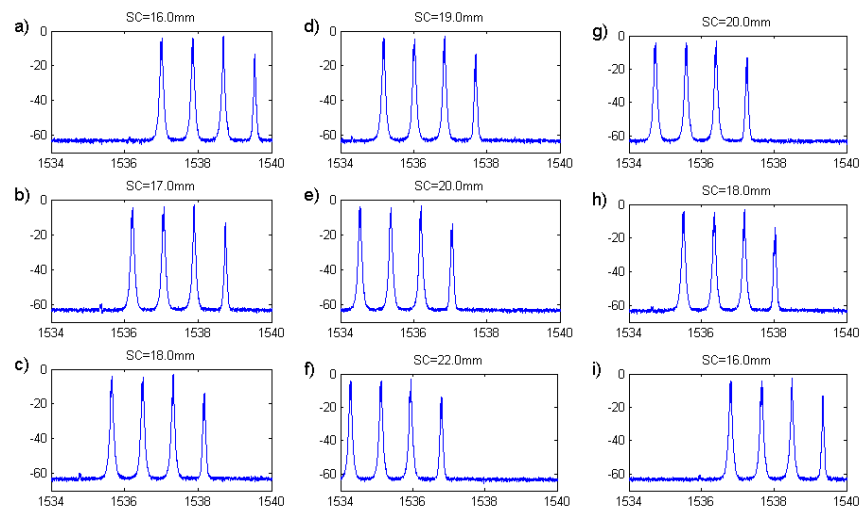 a) SC=16.0mm
0
-20
-40
-60
1534 1536 1538 1540
b) SC=17.0mm
0
-20
-40
-60
1534 1536 1538 1540
c) SC=18.0mm
0
-20
-40
-60
1534 1536 1538 1540
d) SC=19.0mm
0
-20
-40
-60
1534 1536 1538 1540
e) SC=20.0mm
0
-20
-40
-60
1534 1536 1538 1540
f) SC=22.0mm
0
-20
-40
-60
1534 1536 1538 1540
g) SC=20.0mm
0
-20
-40
-60
1534 1536 1538 1540
h) SC=18.0mm
0
-20
-40
-60
1534 1536 1538 1540
i) SC=16.0mm
0
-20
-40
-60
1534 1536 1538 1540